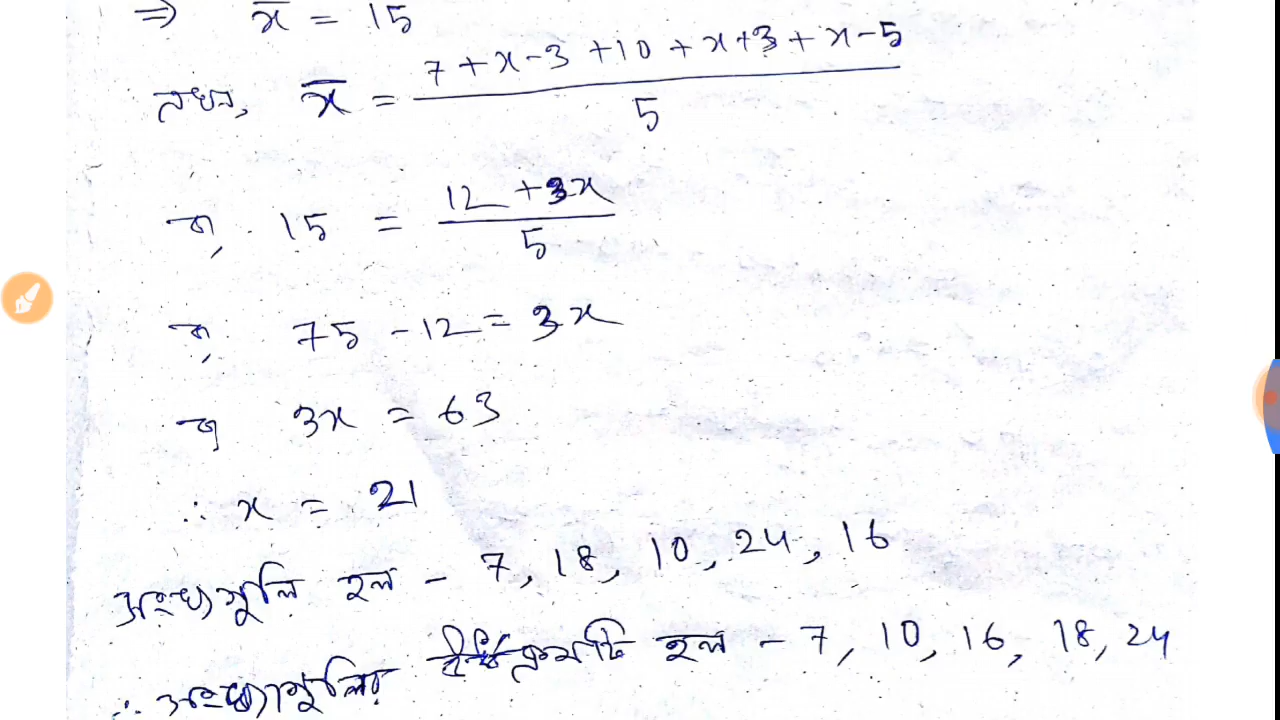 ⇒ x̄ = 15
এখন, x̄ = (7 + x - 3 + 10 + x + 3 + x - 5) / 5
বা, 15 = (12 + 3x) / 5
বা, 75 - 12 = 3x
বা 3x = 63
∴ x = 21
সংখ্যাগুলি হল - 7, 18, 10, 24, 16
∴ সংখ্যাগুলির ক্রমটি হল - 7, 10, 16, 18, 24